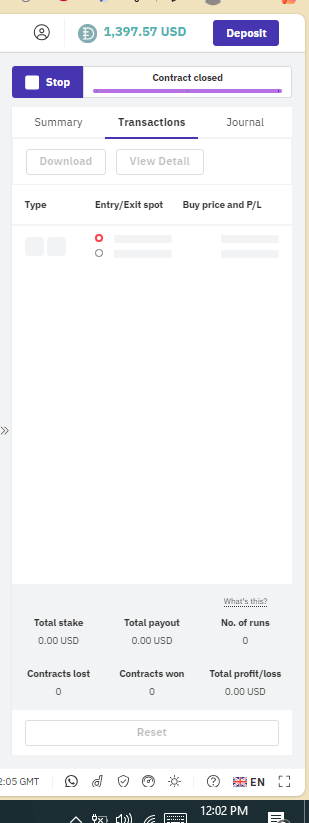 1,397.57 USD
Deposit
Stop
Contract closed
Summary Transactions Journal
Download View Detail
Type Entry/Exit spot Buy price and P/L
What's this?
Total stake Total payout No. of runs
0.00 USD 0.00 USD 0
Contracts lost Contracts won Total profit/loss
0 0 0.00 USD
Reset
2:05 GMT EN
12:02 PM